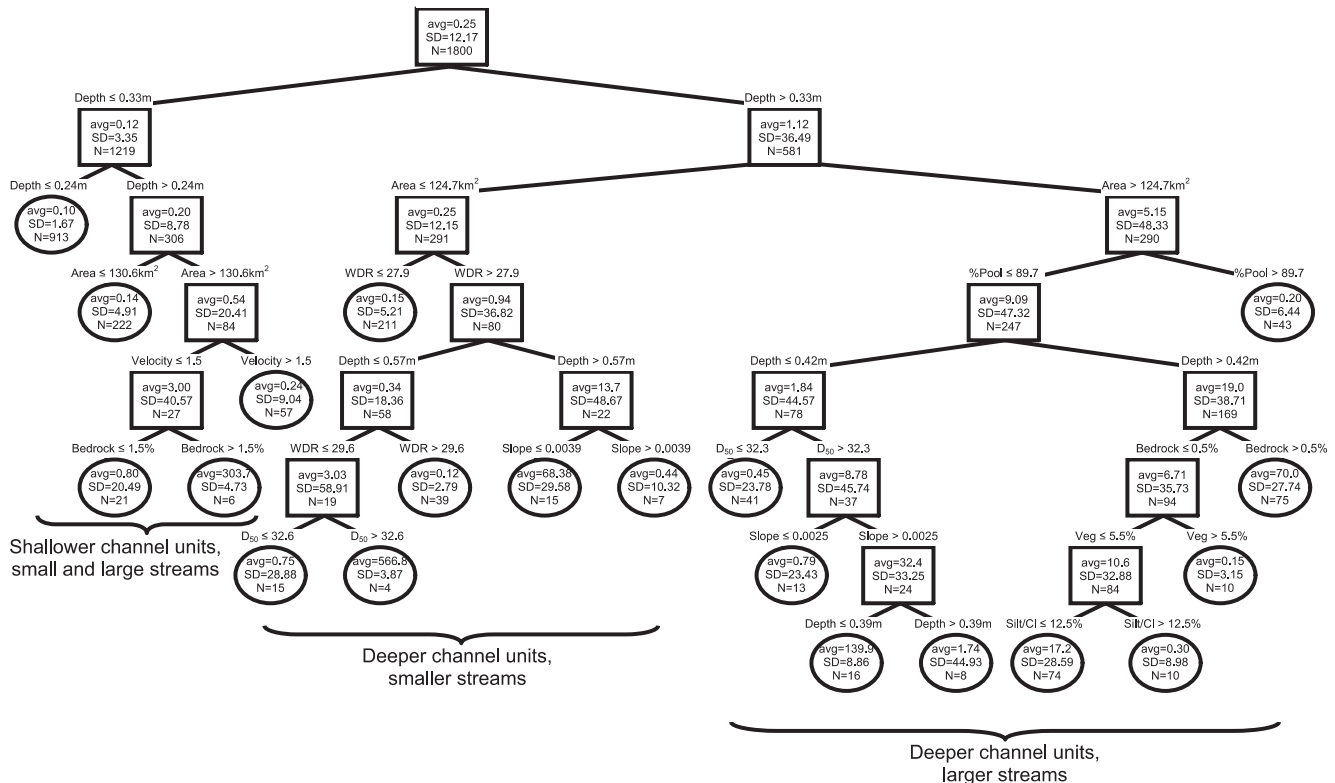 avg=0.25
SD=12.17
N=1800
Depth ≤ 0.33m
Depth > 0.33m
avg=0.12
SD=3.35
N=1219
avg=1.12
SD=36.49
N=581
Depth ≤ 0.24m
Depth > 0.24m
Area ≤ 124.7km²
Area > 124.7km²
avg=0.10
SD=1.67
N=913
avg=0.20
SD=8.78
N=306
avg=0.25
SD=12.15
N=291
avg=5.15
SD=48.33
N=290
Area ≤ 130.6km²
Area > 130.6km²
WDR ≤ 27.9
WDR > 27.9
%Pool ≤ 89.7
%Pool > 89.7
avg=0.14
SD=4.91
N=222
avg=0.54
SD=20.41
N=84
avg=0.15
SD=5.21
N=211
avg=0.94
SD=36.82
N=80
avg=9.09
SD=47.32
N=247
avg=0.20
SD=6.44
N=43
Velocity ≤ 1.5
Velocity > 1.5
Depth ≤ 0.57m
Depth > 0.57m
Depth ≤ 0.42m
Depth > 0.42m
avg=3.00
SD=40.57
N=27
avg=0.24
SD=9.04
N=57
avg=0.34
SD=18.36
N=58
avg=13.7
SD=48.67
N=22
avg=1.84
SD=44.57
N=78
avg=19.0
SD=38.71
N=169
Bedrock ≤ 1.5%
Bedrock > 1.5%
WDR ≤ 29.6
WDR > 29.6
Slope ≤ 0.0039
Slope > 0.0039
D₅₀ ≤ 32.3
D₅₀ > 32.3
Bedrock ≤ 0.5%
Bedrock > 0.5%
avg=0.80
SD=20.49
N=21
avg=303.7
SD=4.73
N=6
avg=3.03
SD=58.91
N=19
avg=0.12
SD=2.79
N=39
avg=68.38
SD=29.58
N=15
avg=0.44
SD=10.32
N=7
avg=0.45
SD=23.78
N=41
avg=8.78
SD=45.74
N=37
avg=6.71
SD=35.73
N=94
avg=70.0
SD=27.74
N=75
Shallower channel units,
small and large streams
D₅₀ ≤ 32.6
D₅₀ > 32.6
Slope ≤ 0.0025
Slope > 0.0025
Veg ≤ 5.5%
Veg > 5.5%
avg=0.75
SD=28.88
N=15
avg=566.8
SD=3.87
N=4
avg=0.79
SD=23.43
N=13
avg=32.4
SD=33.25
N=24
avg=10.6
SD=32.88
N=84
avg=0.15
SD=3.15
N=10
Depth ≤ 0.39m
Depth > 0.39m
Silt/Cl ≤ 12.5%
Silt/Cl > 12.5%
avg=139.9
SD=8.86
N=16
avg=1.74
SD=44.93
N=8
avg=17.2
SD=28.59
N=74
avg=0.30
SD=8.98
N=10
Deeper channel units,
smaller streams
Deeper channel units,
larger streams